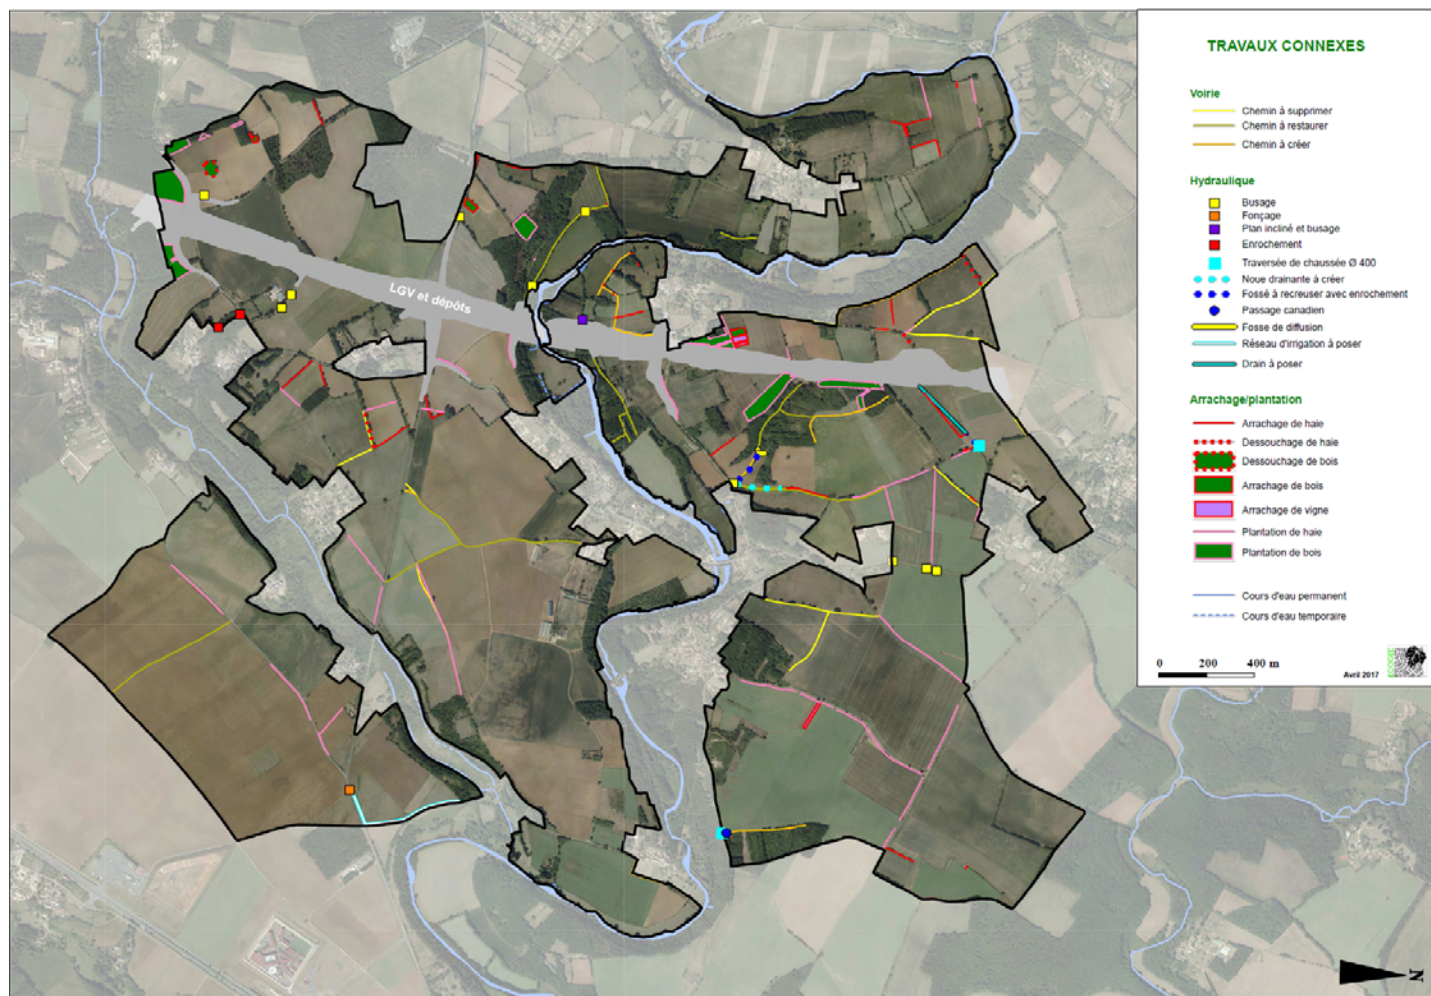 TRAVAUX CONNEXES
Voirie
Chemin à supprimer
Chemin à restaurer
Chemin à créer
Hydraulique
Busage
Fonçage
Plan incliné et busage
Enrochement
Traversée de chaussée Ø 400
Noue drainante à créer
Fossé à recreuser avec enrochement
Passage canadien
Fosse de diffusion
Réseau d'irrigation à poser
Drain à poser
Arrachage/plantation
Arrachage de haie
Dessouchage de haie
Dessouchage de bois
Arrachage de bois
Arrachage de vigne
Plantation de haie
Plantation de bois
Cours d'eau permanent
Cours d'eau temporaire
0 200 400 m
Avril 2017
LGV et dépôts
N